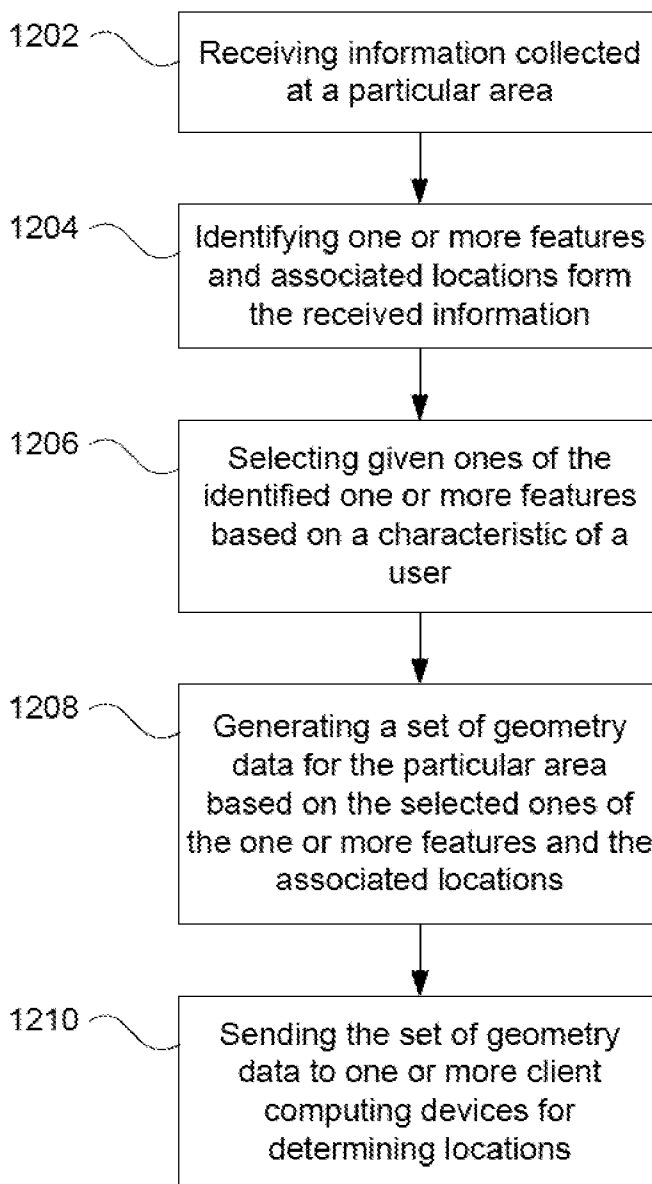 1202
Receiving information collected
at a particular area
1204
Identifying one or more features
and associated locations form
the received information
1206
Selecting given ones of the
identified one or more features
based on a characteristic of a
user
1208
Generating a set of geometry
data for the particular area
based on the selected ones of
the one or more features and the
associated locations
1210
Sending the set of geometry
data to one or more client
computing devices for
determining locations